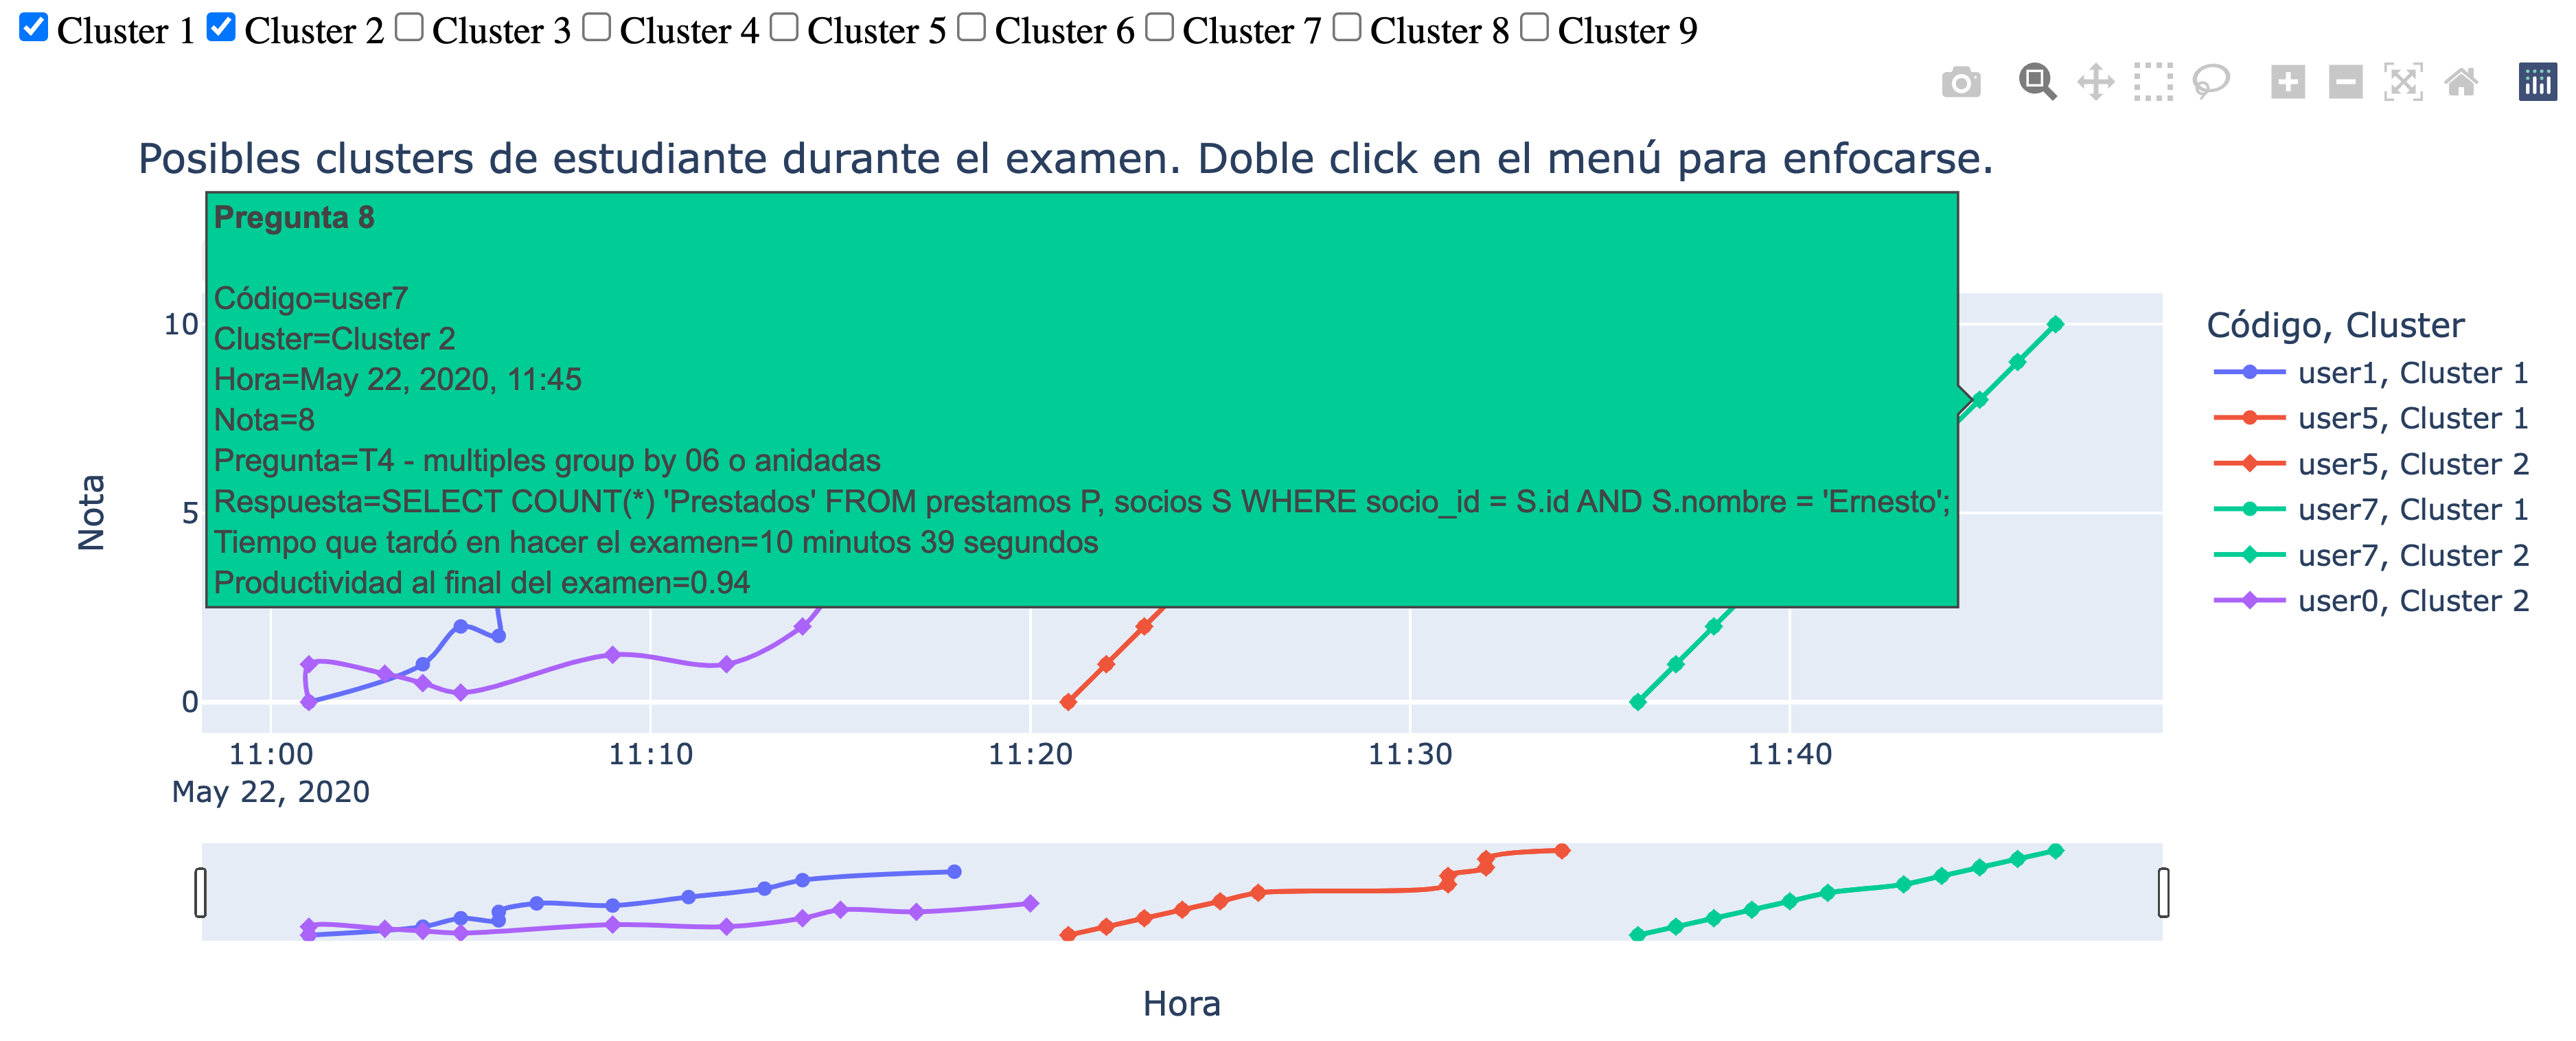 Cluster 1 Cluster 2 Cluster 3 Cluster 4 Cluster 5 Cluster 6 Cluster 7 Cluster 8 Cluster 9
Posibles clusters de estudiante durante el examen. Doble click en el menú para enfocarse.
Pregunta 8
Código=user7
Cluster=Cluster 2
Hora=May 22, 2020, 11:45
Nota=8
Pregunta=T4 - multiples group by 06 o anidadas
Respuesta=SELECT COUNT(*) 'Prestados' FROM prestamos P, socios S WHERE socio_id = S.id AND S.nombre = 'Ernesto';
Tiempo que tardó en hacer el examen=10 minutos 39 segundos
Productividad al final del examen=0.94
Nota
10
5
0
11:00 11:10 11:20 11:30 11:40
May 22, 2020
Hora
Código, Cluster
user1, Cluster 1
user5, Cluster 1
user5, Cluster 2
user7, Cluster 1
user7, Cluster 2
user0, Cluster 2